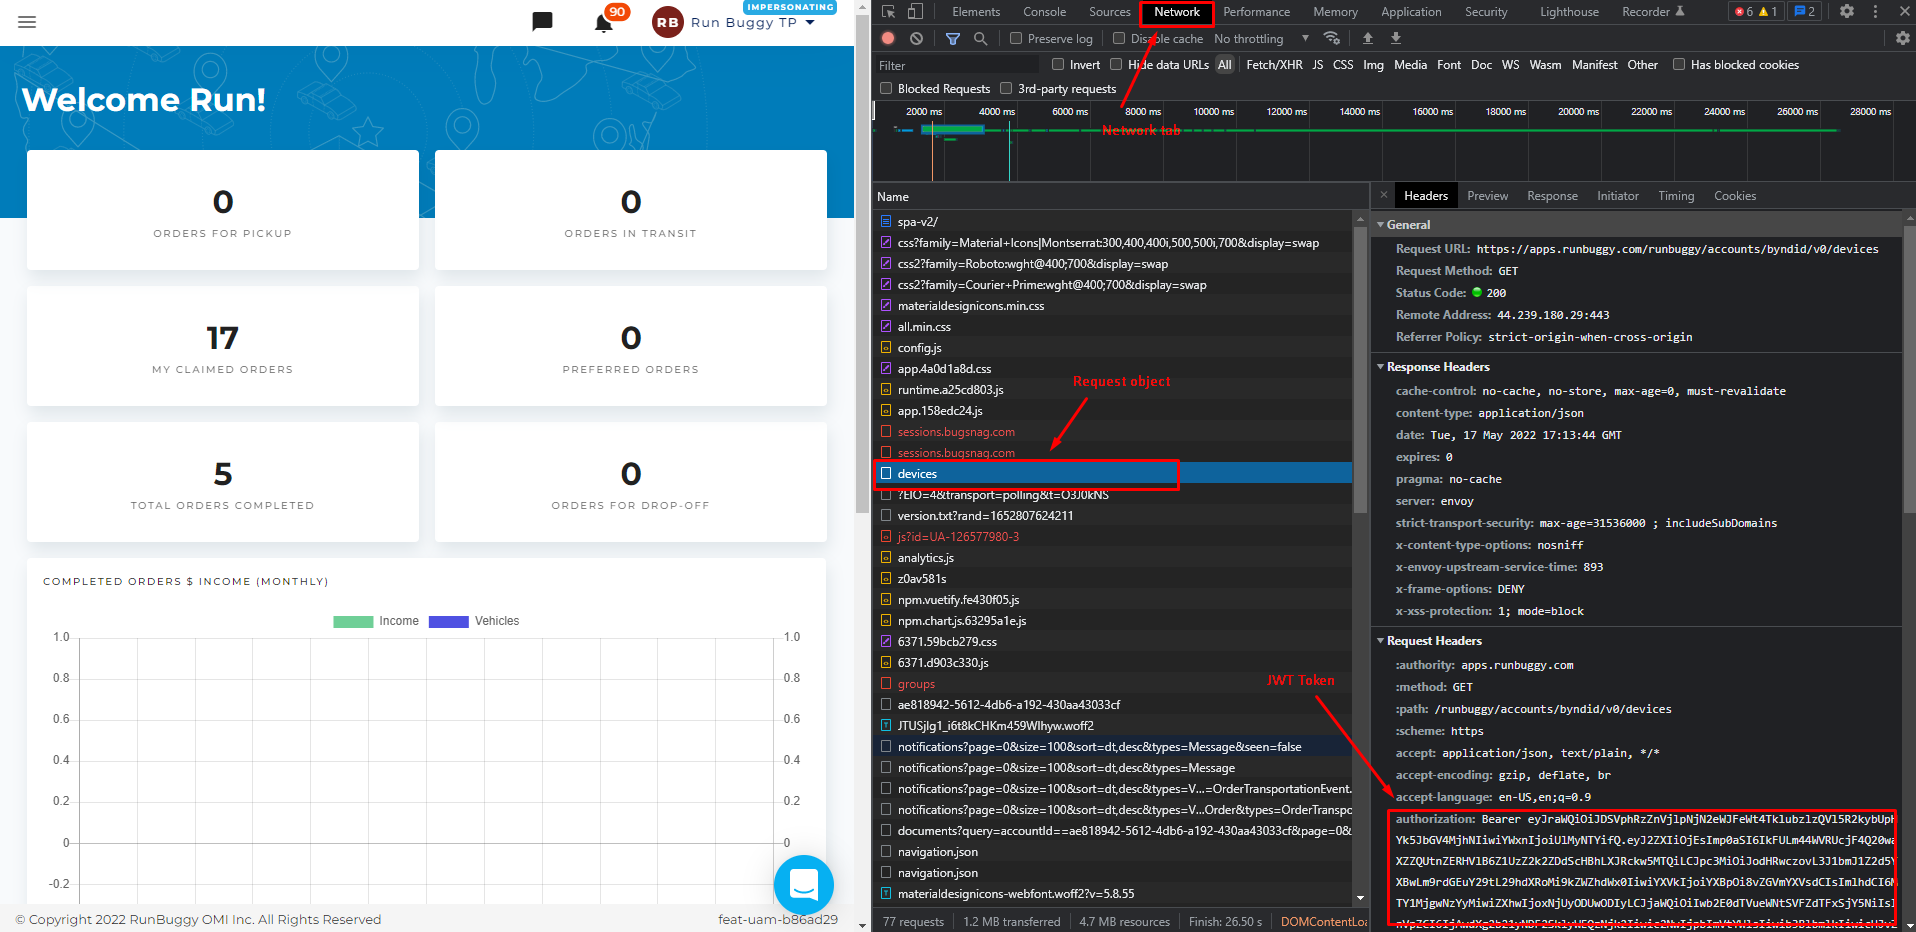 IMPERSONATING
90
RB Run Buggy TP
Welcome Run!
0
ORDERS FOR PICKUP
0
ORDERS IN TRANSIT
17
MY CLAIMED ORDERS
0
PREFERRED ORDERS
5
TOTAL ORDERS COMPLETED
0
ORDERS FOR DROP-OFF
COMPLETED ORDERS $ INCOME (MONTHLY)
Income Vehicles
1.0 1.0
0.8 0.8
0.6 0.6
0.4 0.4
0.2 0.2
0 0
-0.2
© Copyright 2022 RunBuggy OMI Inc. All Rights Reserved feat-uam-b86ad29
Elements Console Sources Network Performance Memory Application Security Lighthouse Recorder 6 1 2
Preserve log Disable cache No throttling
Filter Invert Hide data URLs All Fetch/XHR JS CSS Img Media Font Doc WS Wasm Manifest Other Has blocked cookies
Blocked Requests 3rd-party requests
2000 ms 4000 ms 6000 ms 8000 ms 10000 ms 12000 ms 14000 ms 16000 ms 18000 ms 20000 ms 22000 ms 24000 ms 26000 ms 28000 ms
Network tab
Name
spa-v2/
css?family=Material+Icons|Montserrat:300,400,400i,500,500i,700&display=swap
css2?family=Roboto:wght@400;700&display=swap
css2?family=Courier+Prime:wght@400;700&display=swap
materialdesignicons.min.css
all.min.css
config.js
app.4a0d1a8d.css
Request object
runtime.a25cd803.js
app.158edc24.js
sessions.bugsnag.com
sessions.bugsnag.com
devices
?EIO=4&transport=polling&t=O3J0kNS
version.txt?rand=1652807624211
js?id=UA-126577980-3
analytics.js
z0av581s
npm.vuetify.fe430f05.js
npm.chart.js.63295a1e.js
6371.59bcb279.css
6371.d903c330.js
groups
ae818942-5612-4db6-a192-430aa43033cf
JTUSjIg1_i6t8kCHKm459Wlhyw.woff2
notifications?page=0&size=100&sort=dt,desc&types=Message&seen=false
notifications?page=0&size=100&sort=dt,desc&types=Message
notifications?page=0&size=100&sort=dt,desc&types=V...=OrderTransportationEvent.
notifications?page=0&size=100&sort=dt,desc&types=V...Order&types=OrderTranspo
documents?query=accountId==ae818942-5612-4db6-a192-430aa43033cf&page=0&
navigation.json
navigation.json
materialdesignicons-webfont.woff2?v=5.8.55
77 requests 1.2 MB transferred 4.7 MB resources Finish: 26.50 s DOMContentLoa
Headers Preview Response Initiator Timing Cookies
General
Request URL: https://apps.runbuggy.com/runbuggy/accounts/byndid/v0/devices
Request Method: GET
Status Code: 200
Remote Address: 44.239.180.29:443
Referrer Policy: strict-origin-when-cross-origin
Response Headers
cache-control: no-cache, no-store, max-age=0, must-revalidate
content-type: application/json
date: Tue, 17 May 2022 17:13:44 GMT
expires: 0
pragma: no-cache
server: envoy
strict-transport-security: max-age=31536000 ; includeSubDomains
x-content-type-options: nosniff
x-envoy-upstream-service-time: 893
x-frame-options: DENY
x-xss-protection: 1; mode=block
Request Headers
:authority: apps.runbuggy.com
JWT Token
:method: GET
:path: /runbuggy/accounts/byndid/v0/devices
:scheme: https
accept: application/json, text/plain, */*
accept-encoding: gzip, deflate, br
accept-language: en-US,en;q=0.9
authorization: Bearer